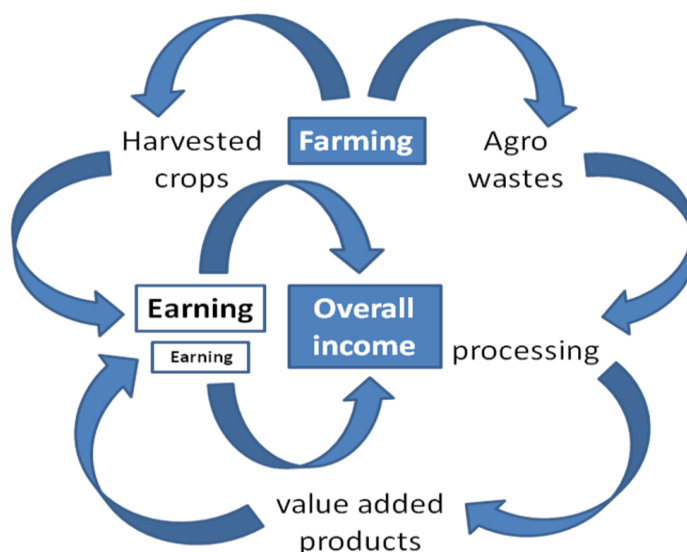 Harvested
crops
Farming
Agro
wastes
Earning
Earning
Overall
income
processing
value added
products